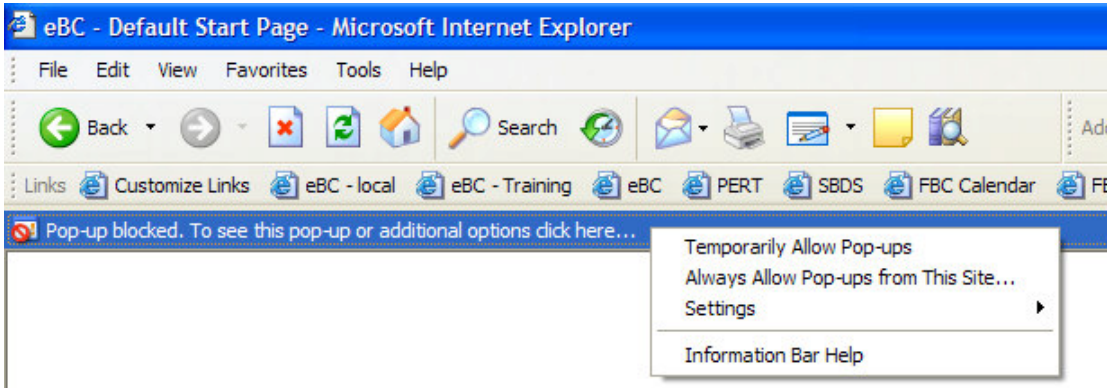 eBC - Default Start Page - Microsoft Internet Explorer
File Edit View Favorites Tools Help
Back Search
Links Customize Links eBC - local eBC - Training eBC PERT SBDS FBC Calendar
Pop-up blocked. To see this pop-up or additional options click here...
Temporarily Allow Pop-ups
Always Allow Pop-ups from This Site...
Settings
Information Bar Help